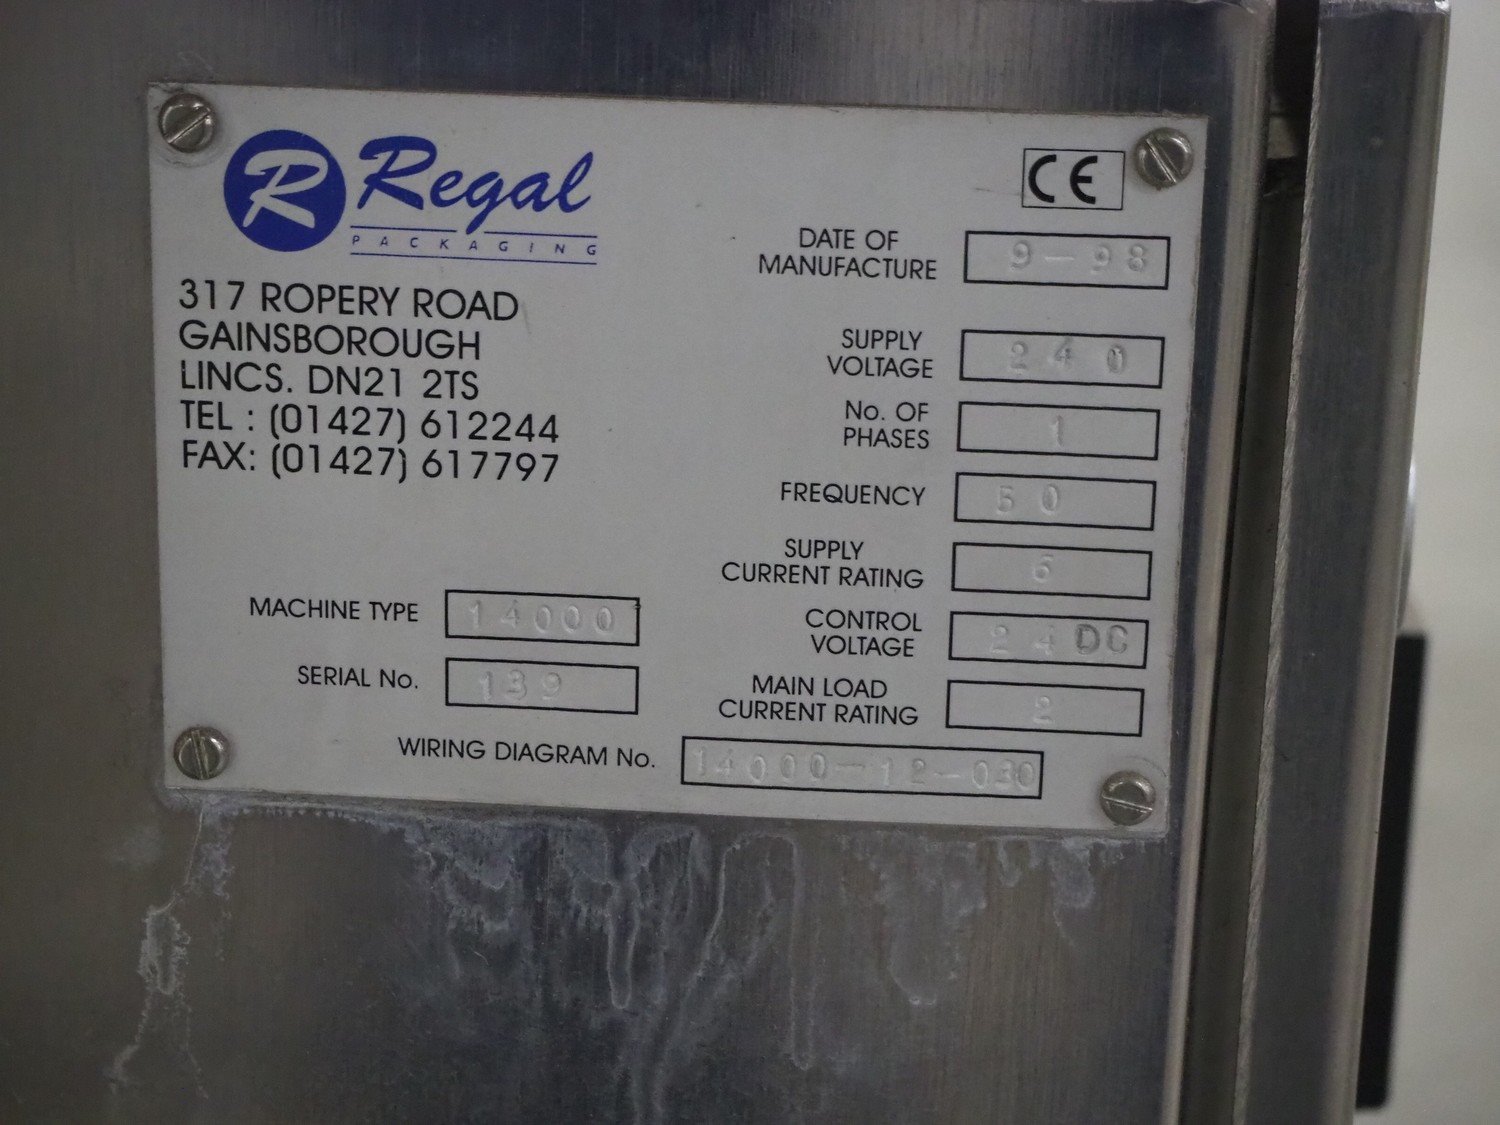 R Regal
PACKAGING
317 ROPERY ROAD
GAINSBOROUGH
LINCS. DN21 2TS
TEL : (01427) 612244
FAX: (01427) 617797
CE
DATE OF
MANUFACTURE 9-98
SUPPLY
VOLTAGE 240
No. OF
PHASES 1
FREQUENCY 50
SUPPLY
CURRENT RATING 6
CONTROL
VOLTAGE 24DC
MAIN LOAD
CURRENT RATING 2
MACHINE TYPE 14000
SERIAL No. 139
WIRING DIAGRAM No. 14000-12-030